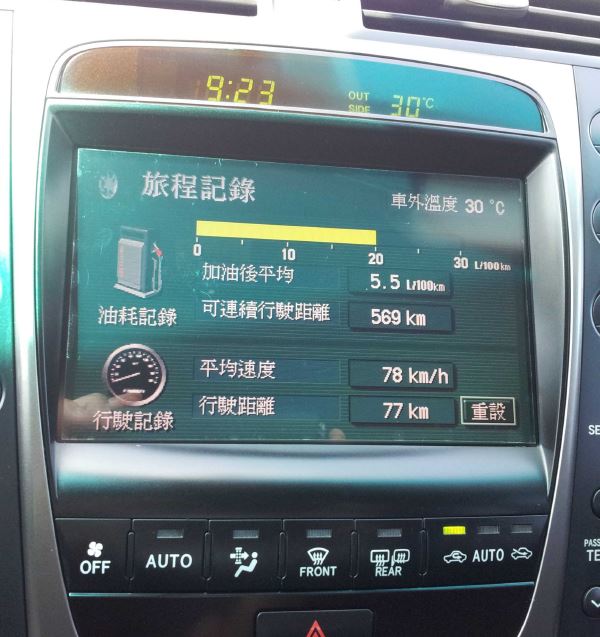 9:23
OUT SIDE 30°C
旅程記錄
車外溫度 30 °C
0 10 20 30 L/100km
加油後平均 5.5 L/100km
油耗記錄
可連續行駛距離 569 km
平均速度 78 km/h
行駛距離 77 km 重設
行駛記錄
OFF
AUTO
FRONT
REAR
AUTO
SE
PASS
TE